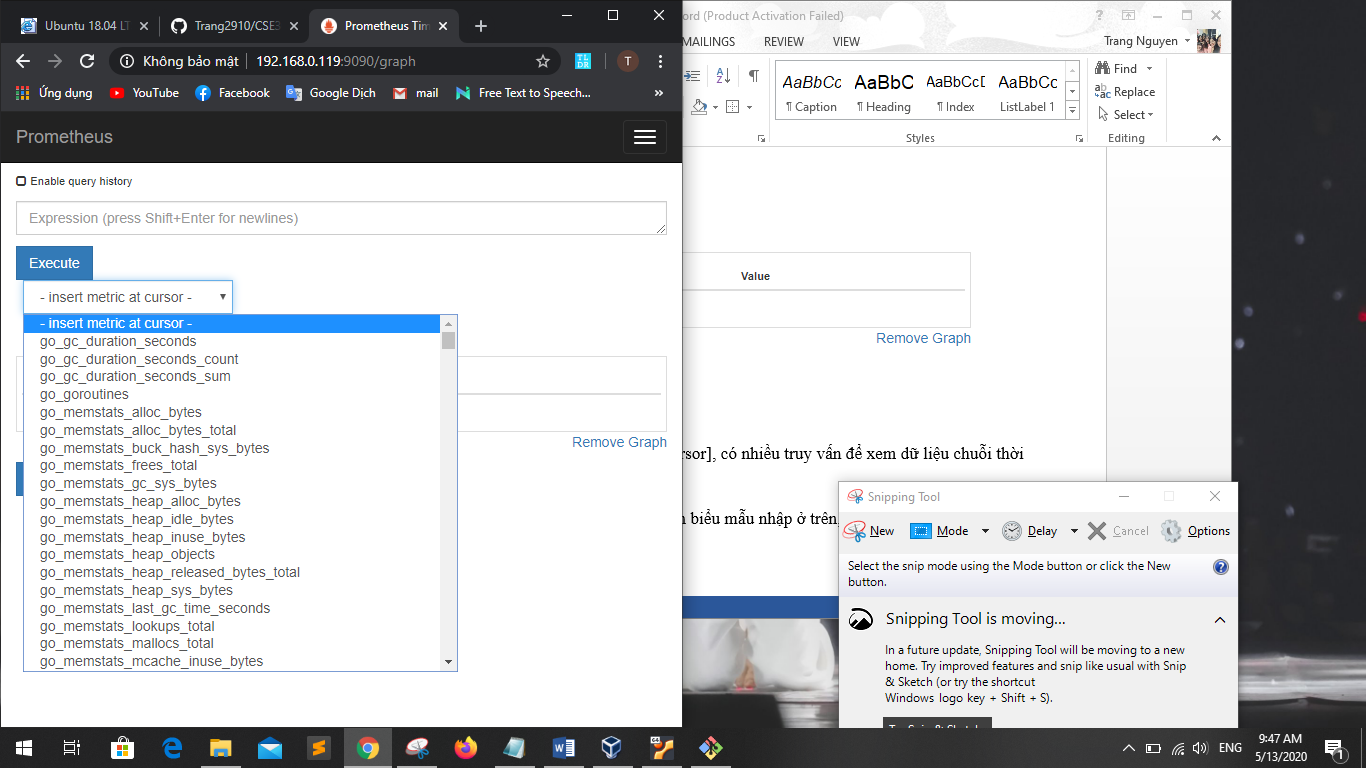 Ubuntu 18.04 LT
Trang2910/CSE3
Prometheus Tim
Không bảo mật
192.168.0.119:9090/graph
T
Ứng dụng
YouTube
Facebook
Google Dịch
mail
Free Text to Speech...
»
Prometheus
Enable query history
Expression (press Shift+Enter for newlines)
Execute
- insert metric at cursor -
- insert metric at cursor -
go_gc_duration_seconds
go_gc_duration_seconds_count
go_gc_duration_seconds_sum
go_goroutines
go_memstats_alloc_bytes
go_memstats_alloc_bytes_total
go_memstats_buck_hash_sys_bytes
go_memstats_frees_total
go_memstats_gc_sys_bytes
go_memstats_heap_alloc_bytes
go_memstats_heap_idle_bytes
go_memstats_heap_inuse_bytes
go_memstats_heap_objects
go_memstats_heap_released_bytes_total
go_memstats_heap_sys_bytes
go_memstats_last_gc_time_seconds
go_memstats_lookups_total
go_memstats_mallocs_total
go_memstats_mcache_inuse_bytes
Remove Graph
ord (Product Activation Failed)
MAILINGS
REVIEW
VIEW
Trang Nguyen
AaBbCc
AaBbC
AaBbCcD
AaBbCc
¶ Caption
¶ Heading
¶ Index
ListLabel 1
Styles
Find
Replace
Select
Editing
Value
Remove Graph
rsor], có nhiều truy vấn để xem dữ liệu chuỗi thời
n biểu mẫu nhập ở trên,
Snipping Tool
New
Mode
Delay
Cancel
Options
Select the snip mode using the Mode button or click the New
button.
Snipping Tool is moving...
In a future update, Snipping Tool will be moving to a new
home. Try improved features and snip like usual with Snip
& Sketch (or try the shortcut
Windows logo key + Shift + S).
ENG
9:47 AM
5/13/2020
1